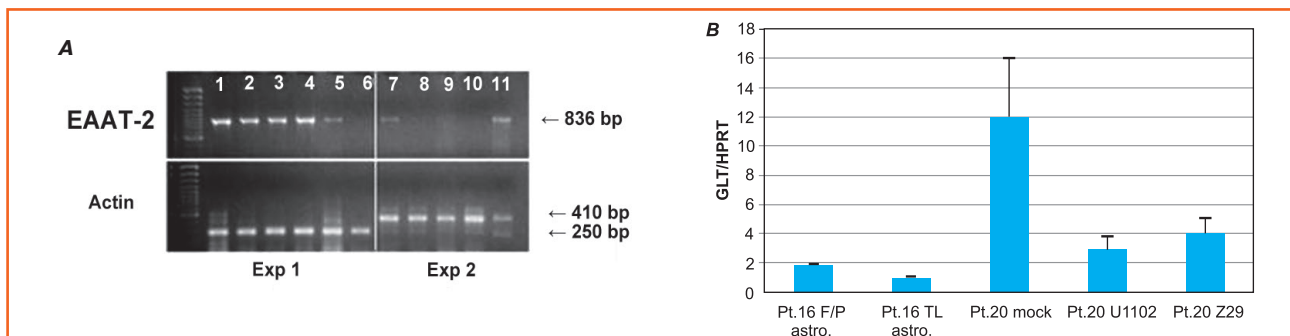 A
1 2 3 4 5 6 7 8 9 10 11
EAAT-2
← 836 bp
Actin
← 410 bp
← 250 bp
Exp 1 Exp 2
B
GLT/HPRT
18
16
14
12
10
8
6
4
2
0
Pt.16 F/P astro.
Pt.16 TL astro.
Pt.20 mock
Pt.20 U1102
Pt.20 Z29